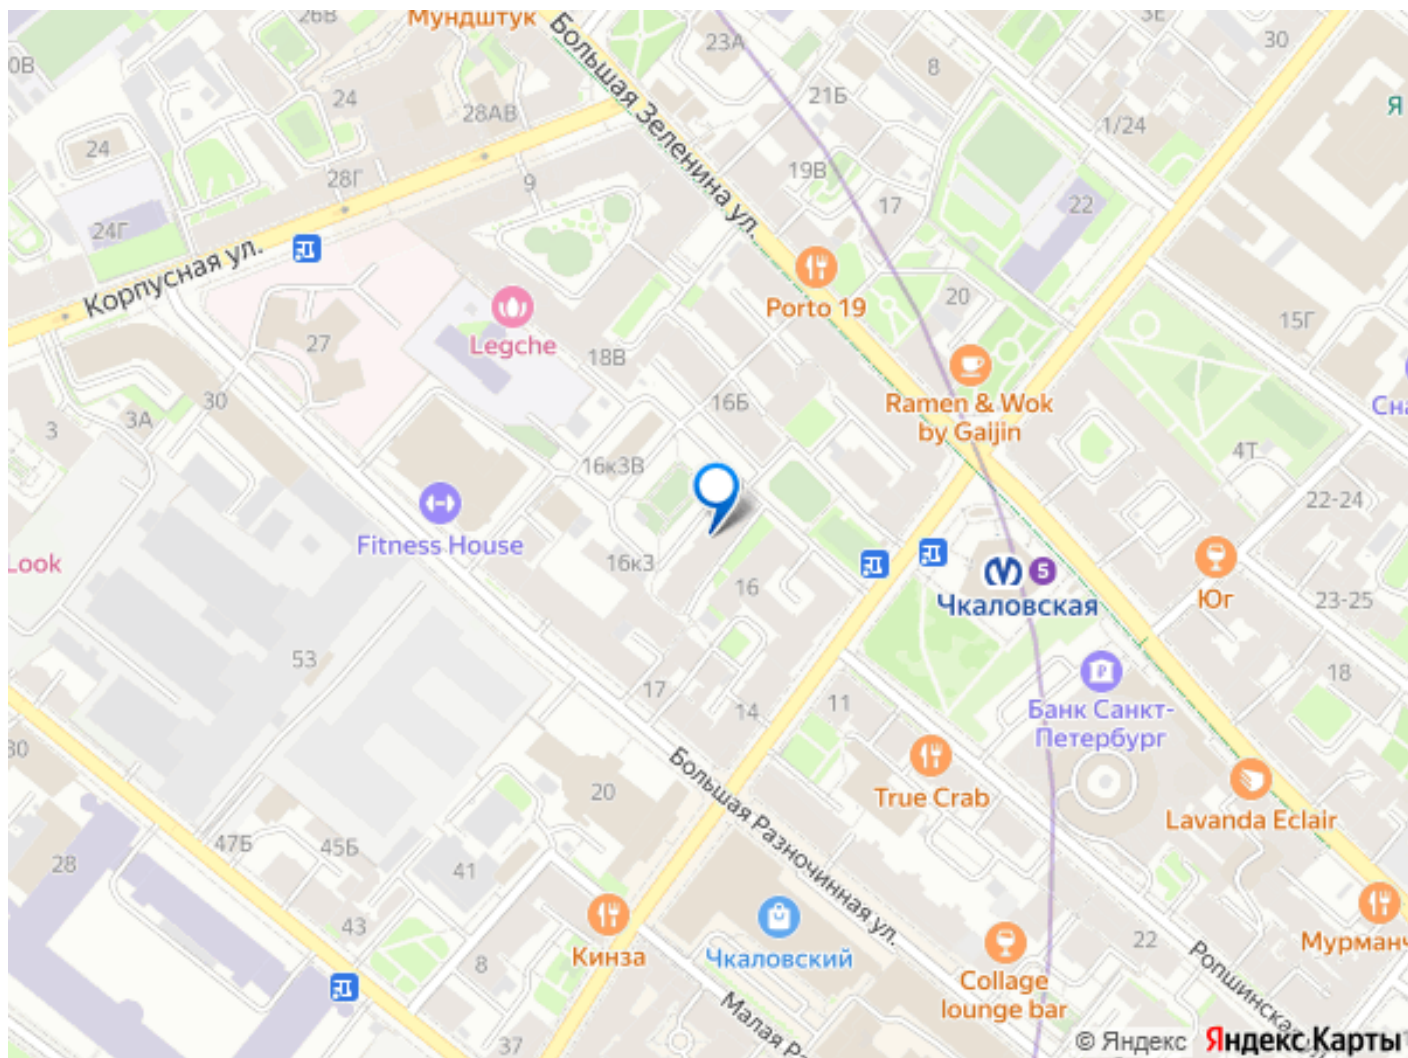 Мундштук
26В
23А
3Е
30
0В
8
Большая Зеленина ул.
24
21Б
28АВ
1/24
Я
24
19В
28Г
9
17
22
24Г
Корпусная ул.
Porto 19
20
15Г
27
Legche
18В
Ramen & Wok
by Gaijin
16Б
30
3А
3
Сна
4Т
16к3В
22-24
Fitness House
Look
16к3
16
5
Чкаловская
Юг
23-25
53
18
17
14
11
Банк Санкт-
Петербург
30
20
Большая Разночинная ул.
True Crab
Lavanda Eclair
47Б
45Б
28
41
43
Кинза
8
Чкаловский
Collage
lounge bar
22
Мурманч
Ропшинская
Малая Р
37
© Яндекс Яндекс Карты